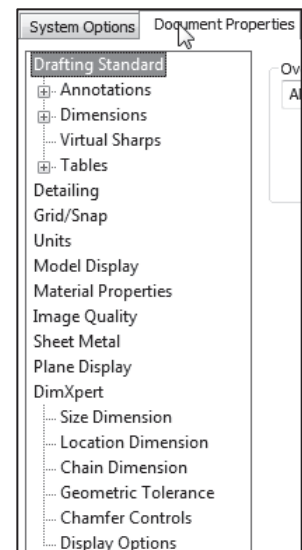 System Options Document Properties
Drafting Standard
Annotations
Dimensions
Virtual Sharps
Tables
Detailing
Grid/Snap
Units
Model Display
Material Properties
Image Quality
Sheet Metal
Plane Display
DimXpert
Size Dimension
Location Dimension
Chain Dimension
Geometric Tolerance
Chamfer Controls
Display Options